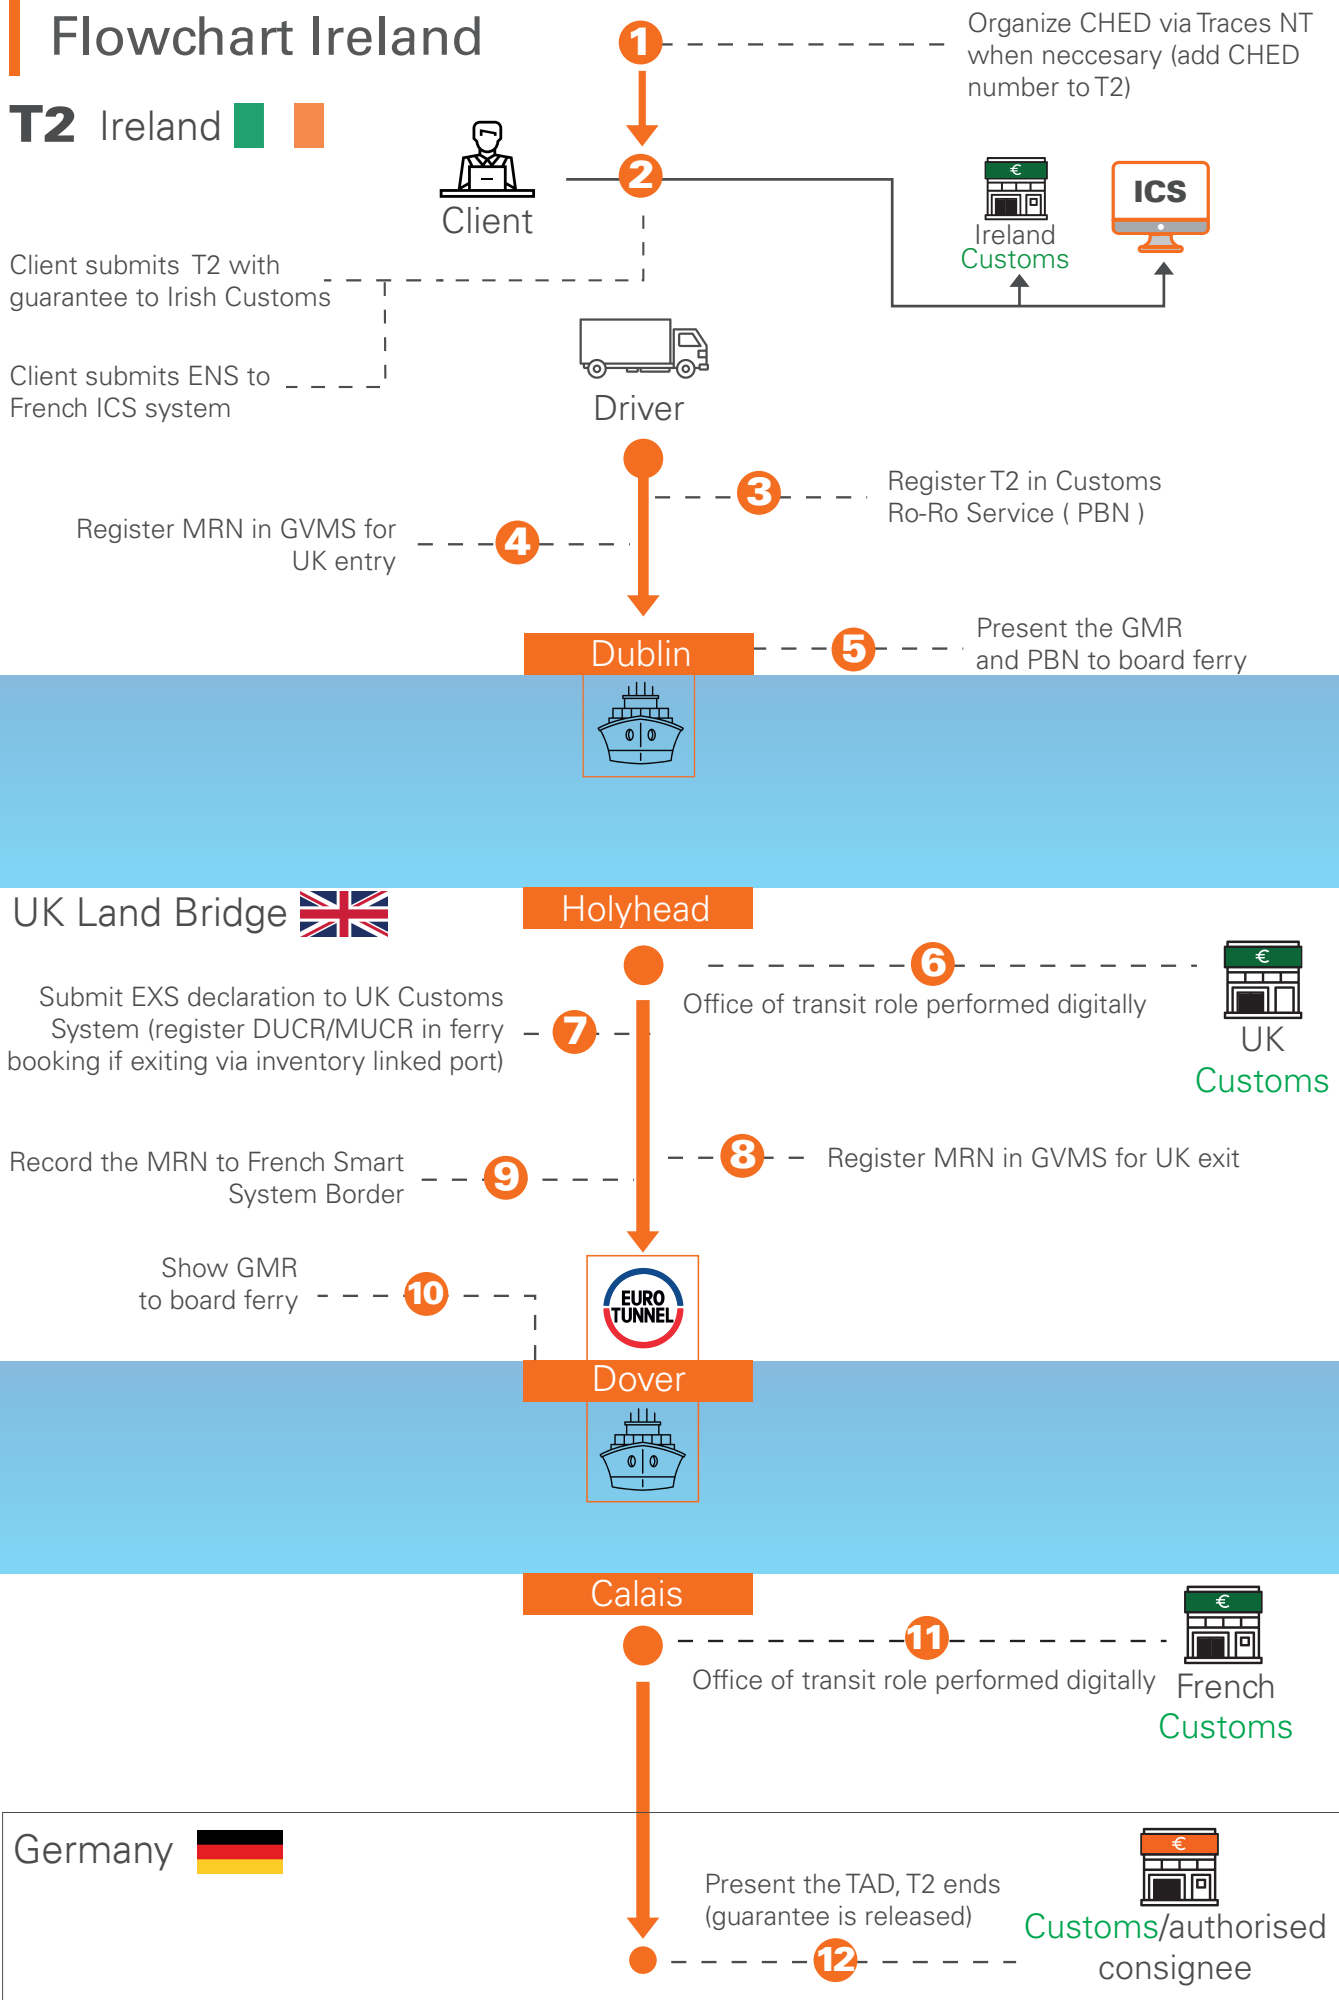 Flowchart Ireland
T2 Ireland
1
Organize CHED via Traces NT
when neccesary (add CHED
number to T2)
Client
2
€
Ireland
Customs
ICS
Client submits T2 with
guarantee to Irish Customs
Client submits ENS to
French ICS system
Driver
3
Register T2 in Customs
Ro-Ro Service ( PBN )
Register MRN in GVMS for
UK entry
4
Dublin
5
Present the GMR
and PBN to board ferry
UK Land Bridge
Holyhead
6
Office of transit role performed digitally
€
UK
Customs
Submit EXS declaration to UK Customs
System (register DUCR/MUCR in ferry
booking if exiting via inventory linked port)
7
8
Register MRN in GVMS for UK exit
Record the MRN to French Smart
System Border
9
Show GMR
to board ferry
10
EURO
TUNNEL
Dover
Calais
11
Office of transit role performed digitally
€
French
Customs
Germany
Present the TAD, T2 ends
(guarantee is released)
12
€
Customs/authorised
consignee